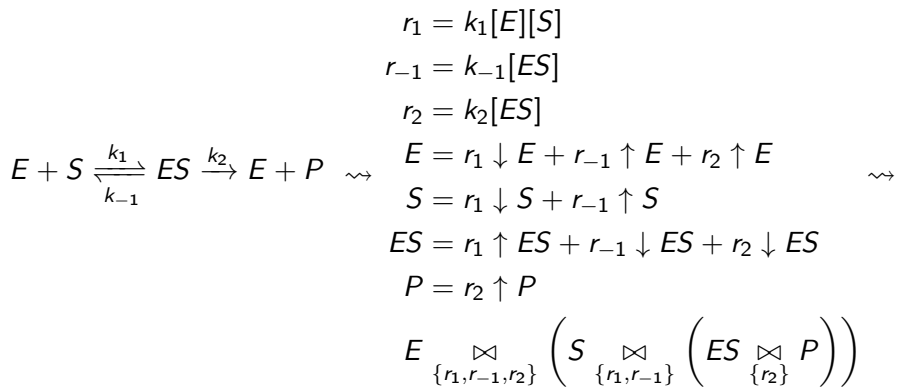 r₁ = k₁[E][S]
r₋₁ = k₋₁[ES]
r₂ = k₂[ES]
E + S ⇌ ES → E + P ⇝ E = r₁ ↓ E + r₋₁ ↑ E + r₂ ↑ E ⇝
k₁ k₂
k₋₁
S = r₁ ↓ S + r₋₁ ↑ S
ES = r₁ ↑ ES + r₋₁ ↓ ES + r₂ ↓ ES
P = r₂ ↑ P
E ⋈ (S ⋈ (ES ⋈ P))
{r₁,r₋₁,r₂} {r₁,r₋₁} {r₂}